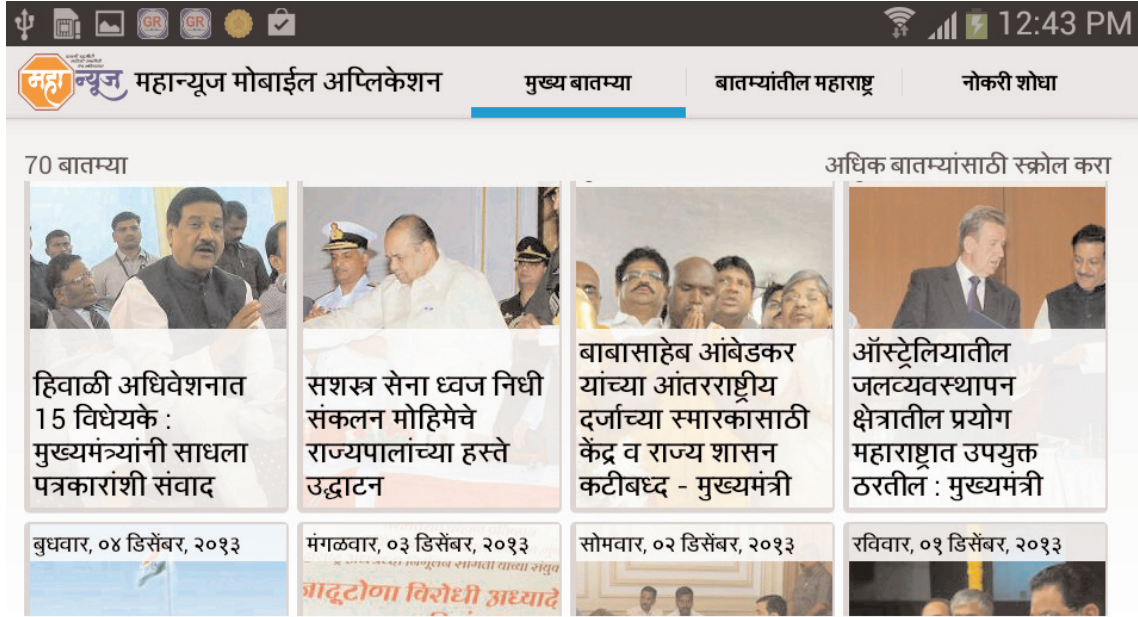 GR GR 12:43 PM
महान्यूज महान्यूज मोबाईल अप्लिकेशन मुख्य बातम्या बातम्यांतील महाराष्ट्र नोकरी शोधा
70 बातम्या अधिक बातम्यांसाठी स्क्रोल करा
हिवाळी अधिवेशनात
15 विधेयके :
मुख्यमंत्र्यांनी साधला
पत्रकारांशी संवाद
सशस्त्र सेना ध्वज निधी
संकलन मोहिमेचे
राज्यपालांच्या हस्ते
उद्घाटन
बाबासाहेब आंबेडकर
यांच्या आंतरराष्ट्रीय
दर्जाच्या स्मारकासाठी
केंद्र व राज्य शासन
कटीबध्द - मुख्यमंत्री
ऑस्ट्रेलियातील
जलव्यवस्थापन
क्षेत्रातील प्रयोग
महाराष्ट्रात उपयुक्त
ठरतील : मुख्यमंत्री
बुधवार, ०४ डिसेंबर, २०१३
मंगळवार, ०३ डिसेंबर, २०१३
जादूटोणा विरोधी अध्यादे
सोमवार, ०२ डिसेंबर, २०१३
रविवार, ०१ डिसेंबर, २०१३